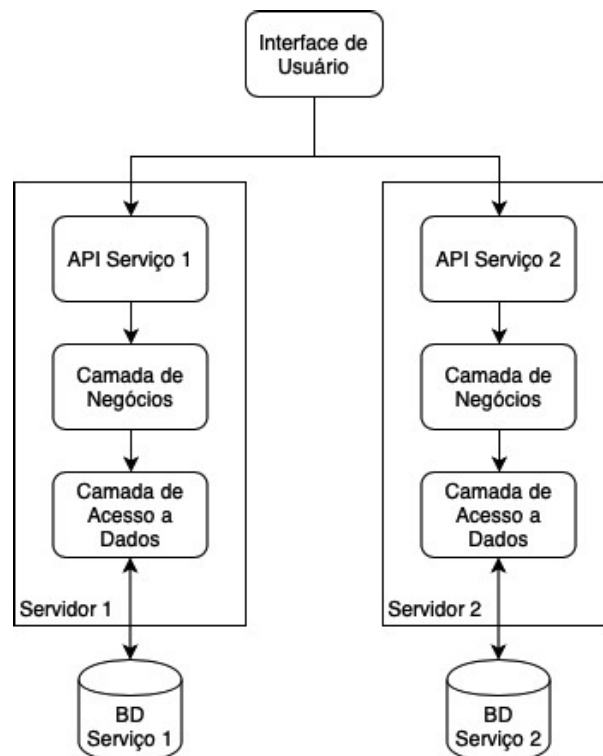 Interface de
Usuário
API Serviço 1
Camada de
Negócios
Camada de
Acesso a
Dados
Servidor 1
BD
Serviço 1
API Serviço 2
Camada de
Negócios
Camada de
Acesso a
Dados
Servidor 2
BD
Serviço 2